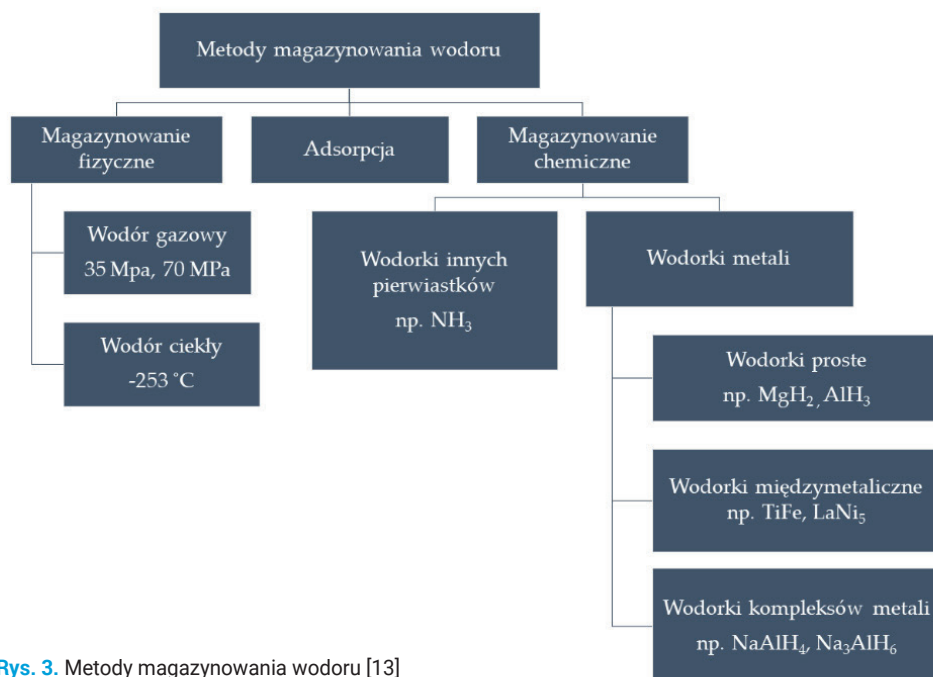 Metody magazynowania wodoru
Magazynowanie
fizyczne
Adsorpcja
Magazynowanie
chemiczne
Wodór gazowy
35 Mpa, 70 MPa
Wodór ciekły
-253 °C
Wodorki innych
pierwiastków
np. NH₃
Wodorki metali
Wodorki proste
np. MgH₂, AlH₃
Wodorki międzymetaliczne
np. TiFe, LaNi₅
Wodorki kompleksów metali
np. NaAlH₄, Na₃AlH₆
Rys. 3. Metody magazynowania wodoru [13]